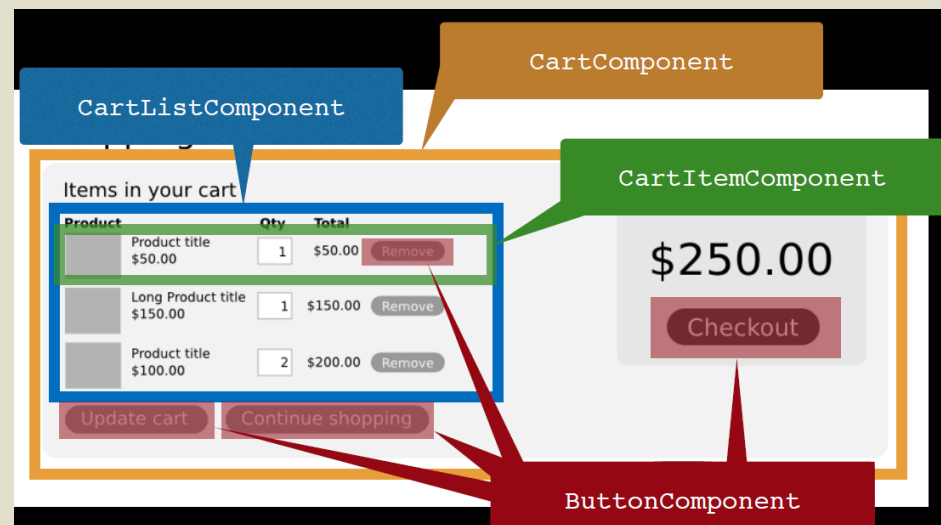 CartComponent
CartListComponent
CartItemComponent
Items in your cart
Product Qty Total
Product title
$50.00
1 $50.00 Remove
Long Product title
$150.00
1 $150.00 Remove
Product title
$100.00
2 $200.00 Remove
$250.00
Checkout
Update cart Continue shopping
ButtonComponent